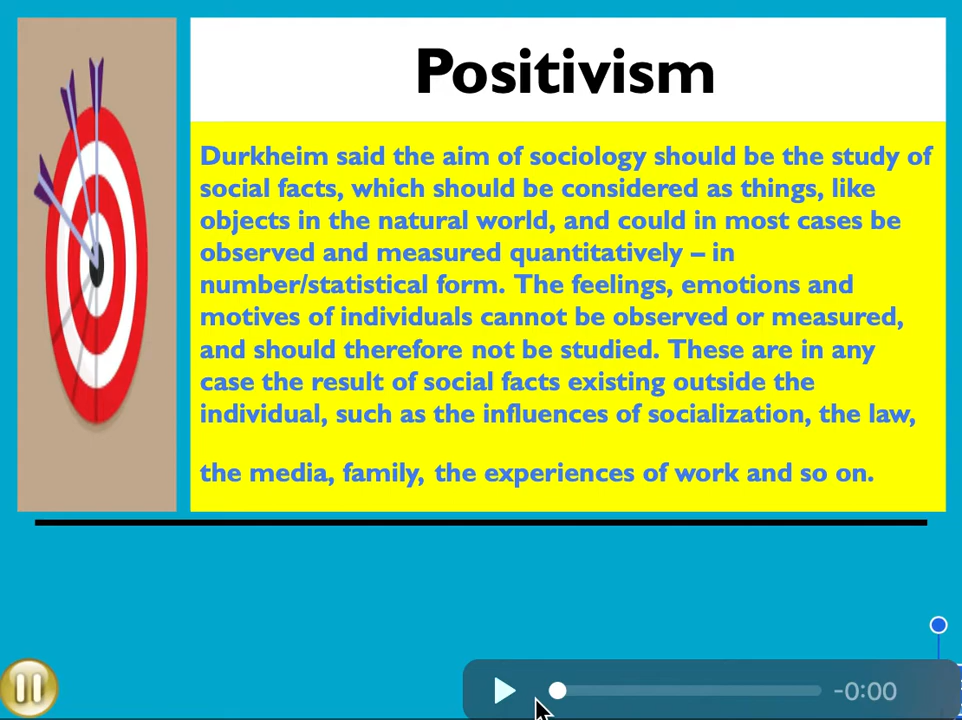 Positivism
Durkheim said the aim of sociology should be the study of
social facts, which should be considered as things, like
objects in the natural world, and could in most cases be
observed and measured quantitatively – in
number/statistical form. The feelings, emotions and
motives of individuals cannot be observed or measured,
and should therefore not be studied. These are in any
case the result of social facts existing outside the
individual, such as the influences of socialization, the law,
the media, family, the experiences of work and so on.
-0:00